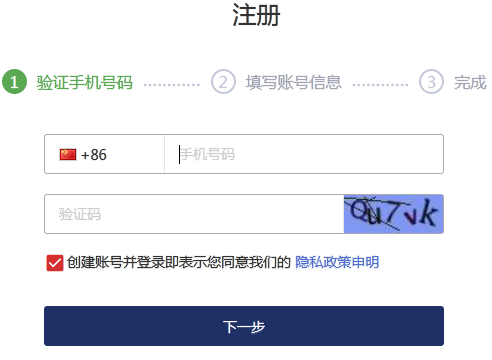 注册
1 验证手机号码 2 填写账号信息 3 完成
+86 手机号码
验证码 Qu7vk
创建账号并登录即表示您同意我们的 隐私政策申明
下一步